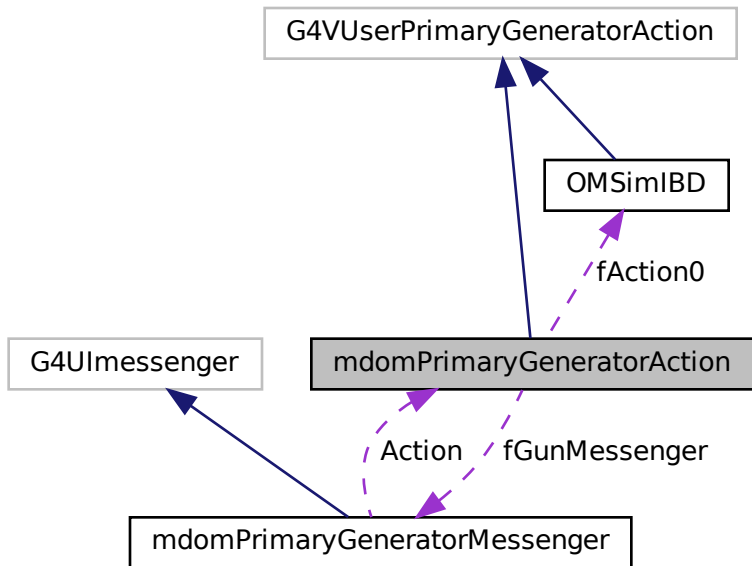 G4VUserPrimaryGeneratorAction
OMSimIBD
fAction0
G4UImessenger
mdomPrimaryGeneratorAction
Action
fGunMessenger
mdomPrimaryGeneratorMessenger